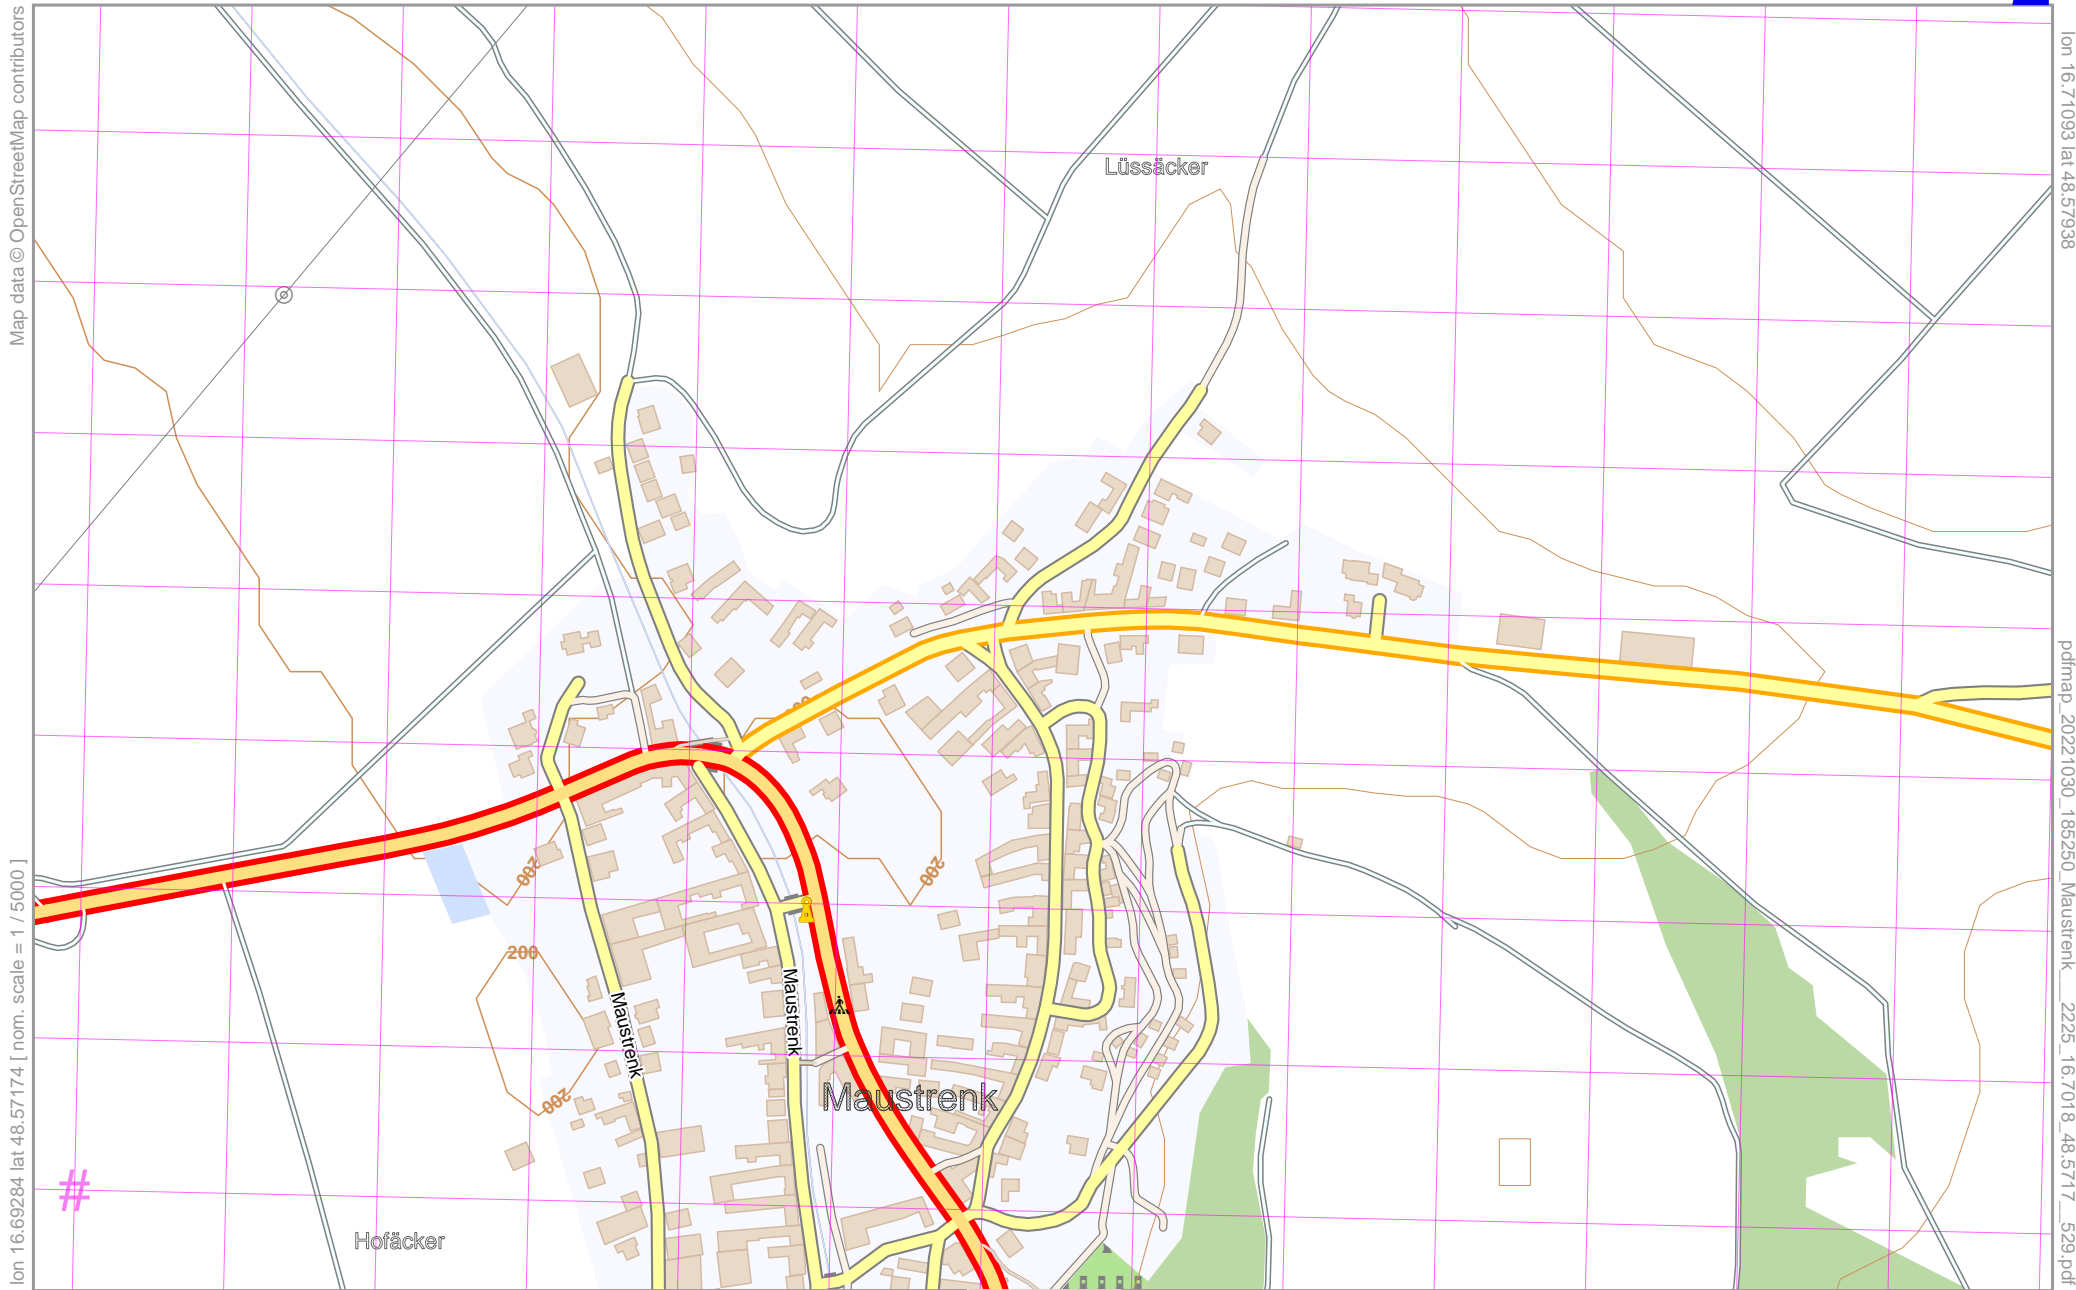 Map data © OpenStreetMap contributors
lon 16.71093 lat 48.57938
Lüssäcker
200
200
200
200
200
Maustrenk
Maustrenk
Maustrenk
Hofäcker
#
lon 16.69284 lat 48.57174 [ nom. scale = 1 / 5000 ]
pdfmap_20221030_185250_Maustrenk___2225_16.7018_48.5717__529.pdf